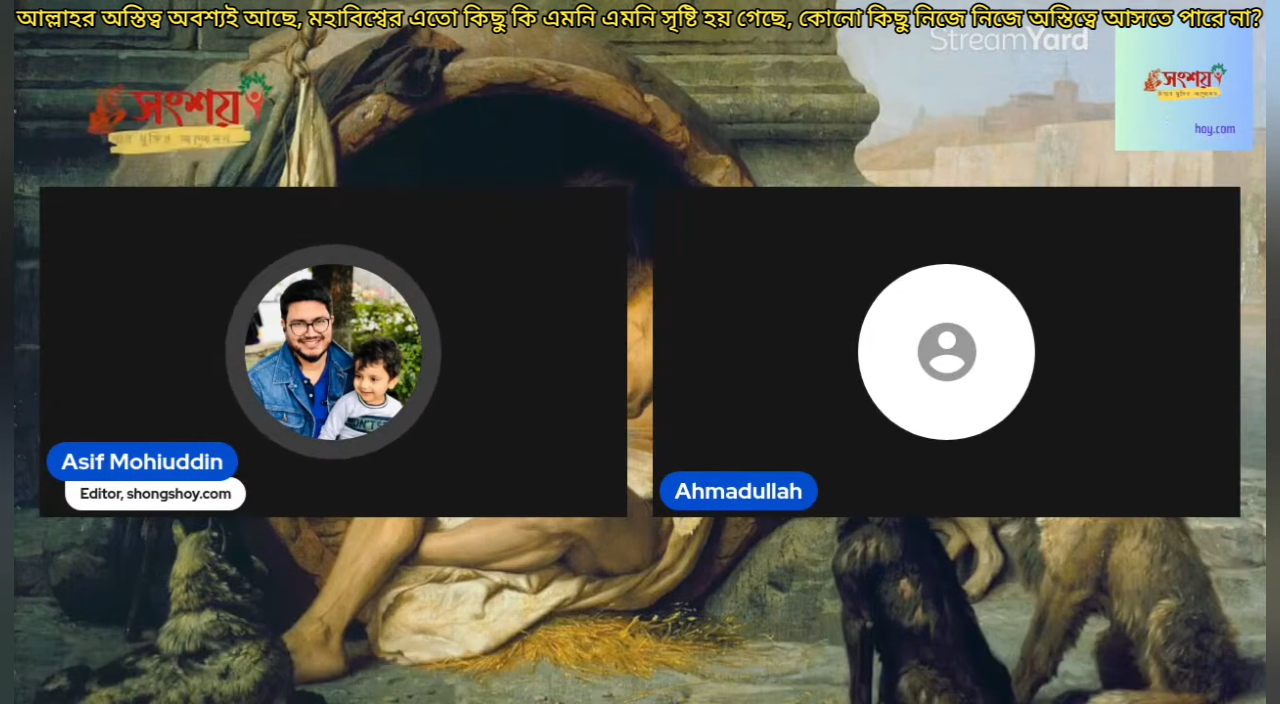 আল্লাহর অস্তিত্ব অবশ্যই আছে, মহাবিশ্বের এতো কিছু কি এমনি এমনি সৃষ্টি হয় গেছে, কোনো কিছু নিজে নিজে অস্তিত্বে আসতে পারে না?
StreamYard
সংশয়
সংশয়
hoy.com
Asif Mohiuddin
Editor, shongshoy.com
Ahmadullah